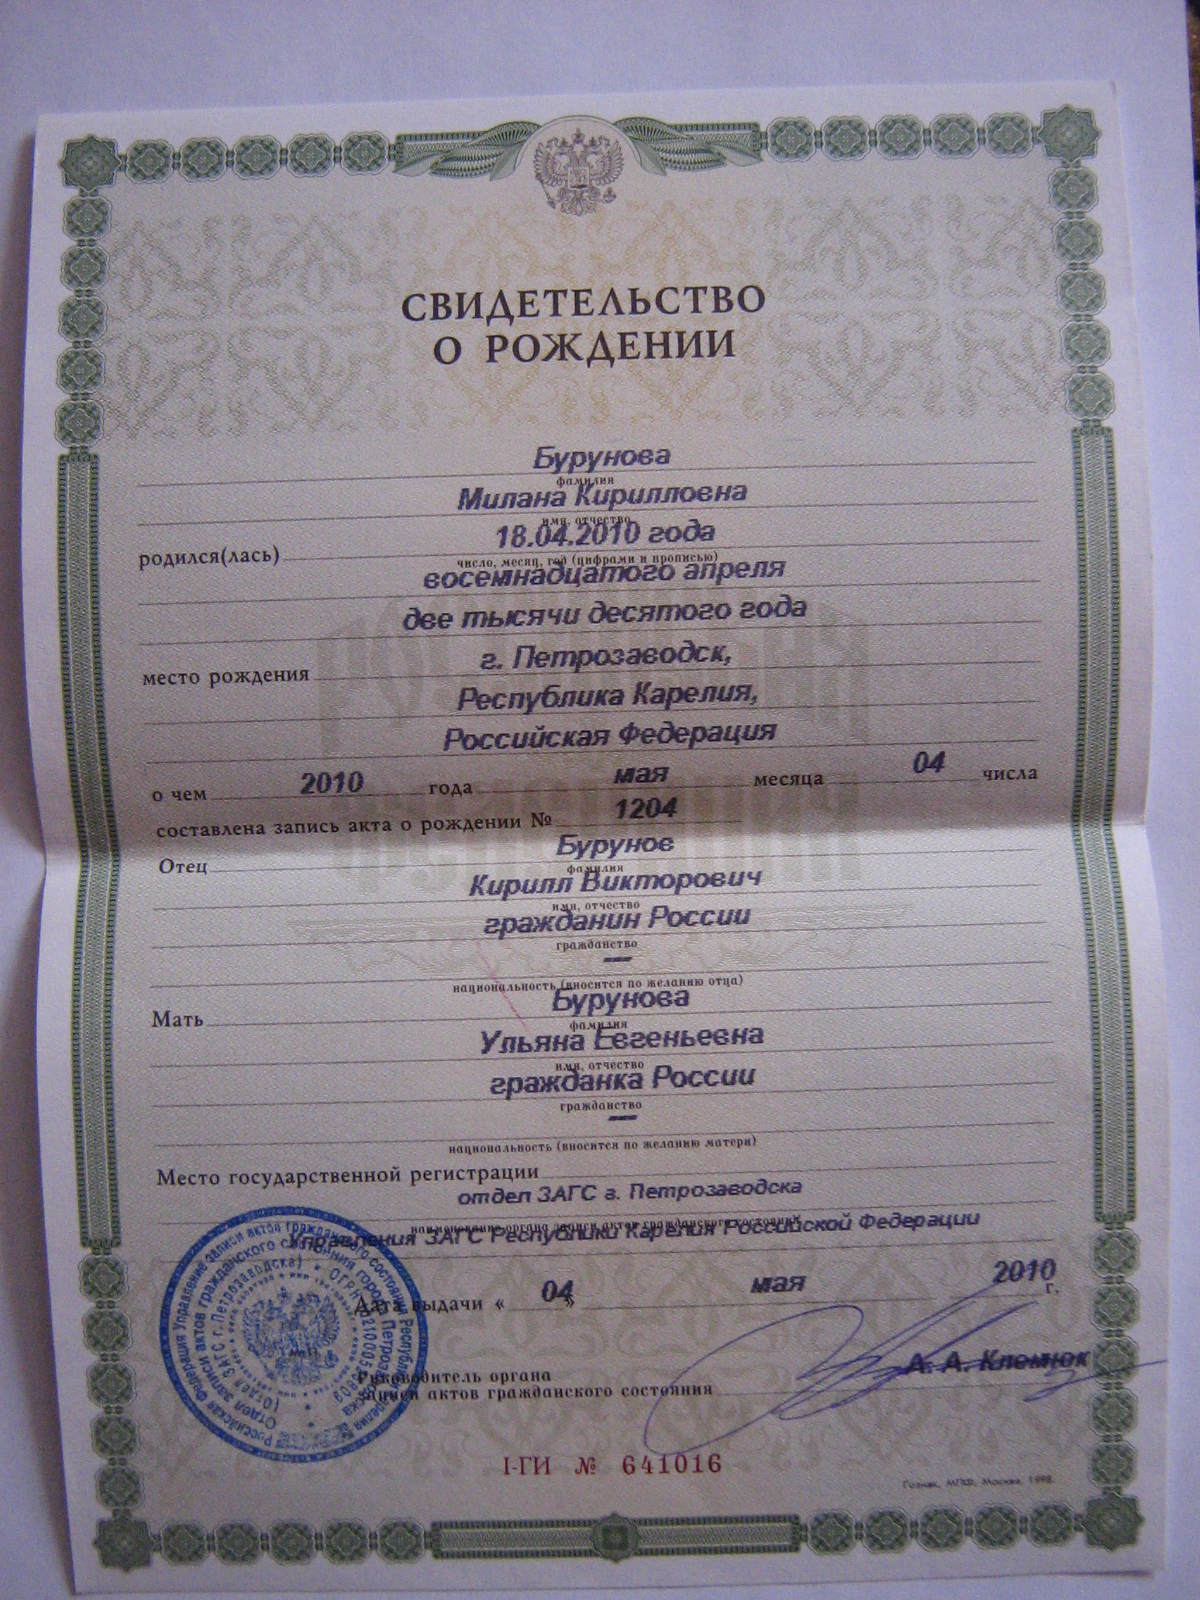 СВИДЕТЕЛЬСТВО
О РОЖДЕНИИ
Бурунова
фамилия
Милана Кирилловна
имя, отчество
родился(лась) 18.04.2010 года
число, месяц, год (цифрами и прописью)
восемнадцатого апреля
две тысячи десятого года
место рождения г. Петрозаводск,
Республика Карелия,
Российская Федерация
о чем 2010 года мая месяца 04 числа
составлена запись акта о рождении № 1204
Отец Бурунов
фамилия
Кирилл Викторович
имя, отчество
гражданин России
гражданство
—
национальность (вносится по желанию отца)
Мать Бурунова
фамилия
Ульяна Евгеньевна
имя, отчество
гражданка России
гражданство
—
национальность (вносится по желанию матери)
Место государственной регистрации
отдел ЗАГС г. Петрозаводска
наименование органа записи актов гражданского состояния
Управления ЗАГС Республики Карелия Российской Федерации
Дата выдачи « 04 » мая 2010 г.
Руководитель органа
записи актов гражданского состояния
А. А. Клемюк
I-ГИ № 641016
Гознак, МПФ, Москва, 1998.